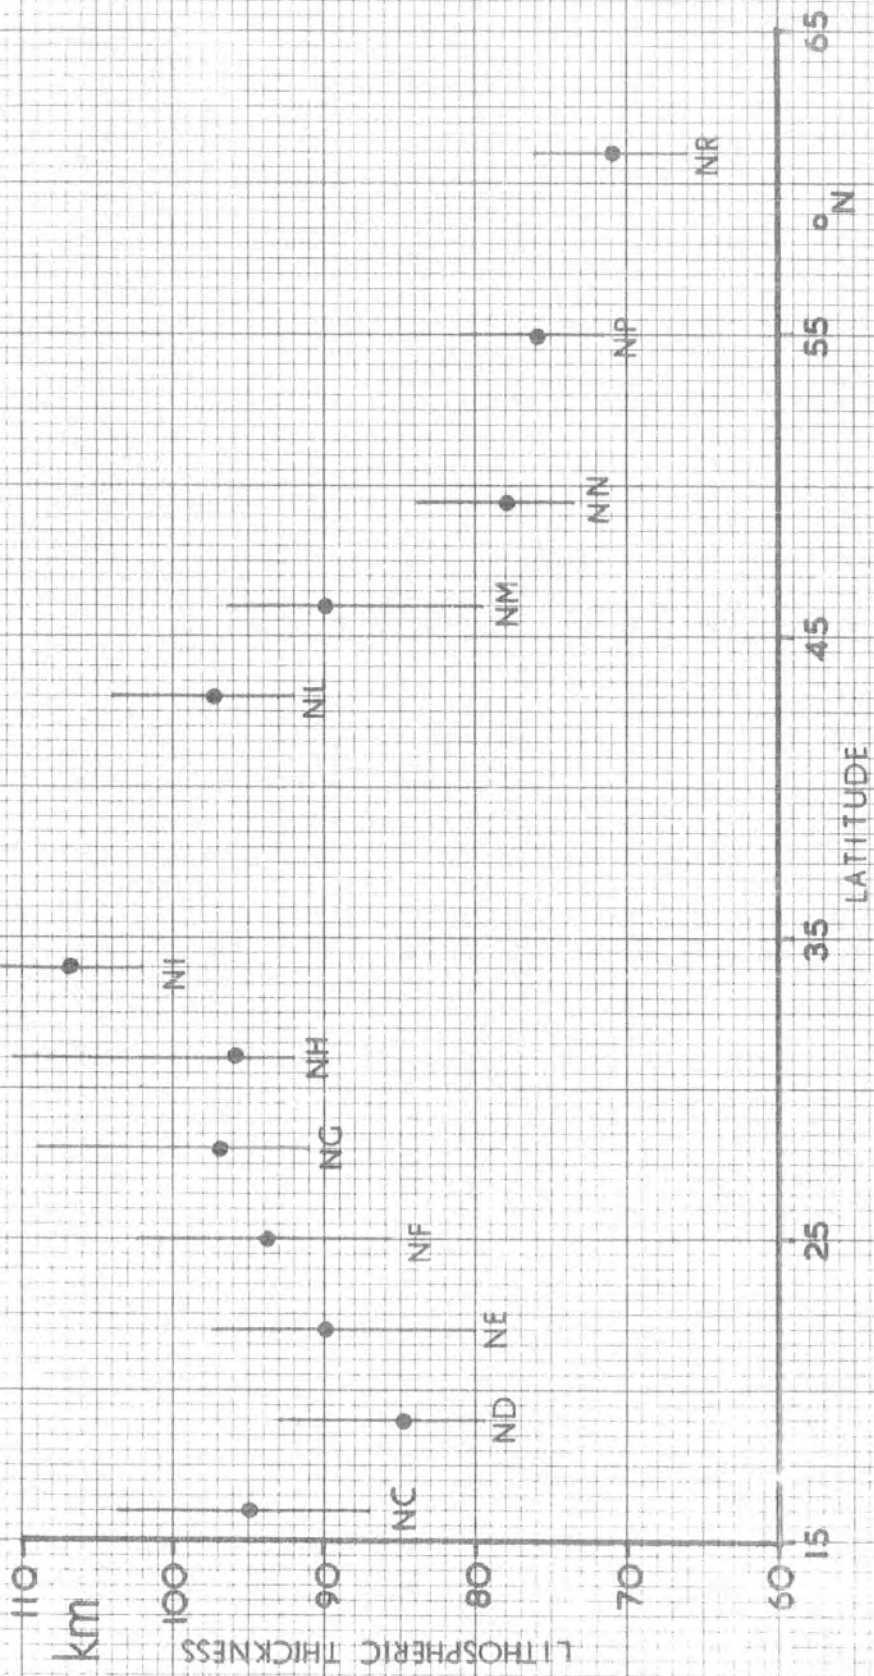 110
km
100
90
80
70
60
LITHOSPHERIC THICKNESS
NC
ND
NE
NF
NG
NH
NI
NL
NM
NN
NP
NR
15
25
35
45
55
65
°N
LATITUDE